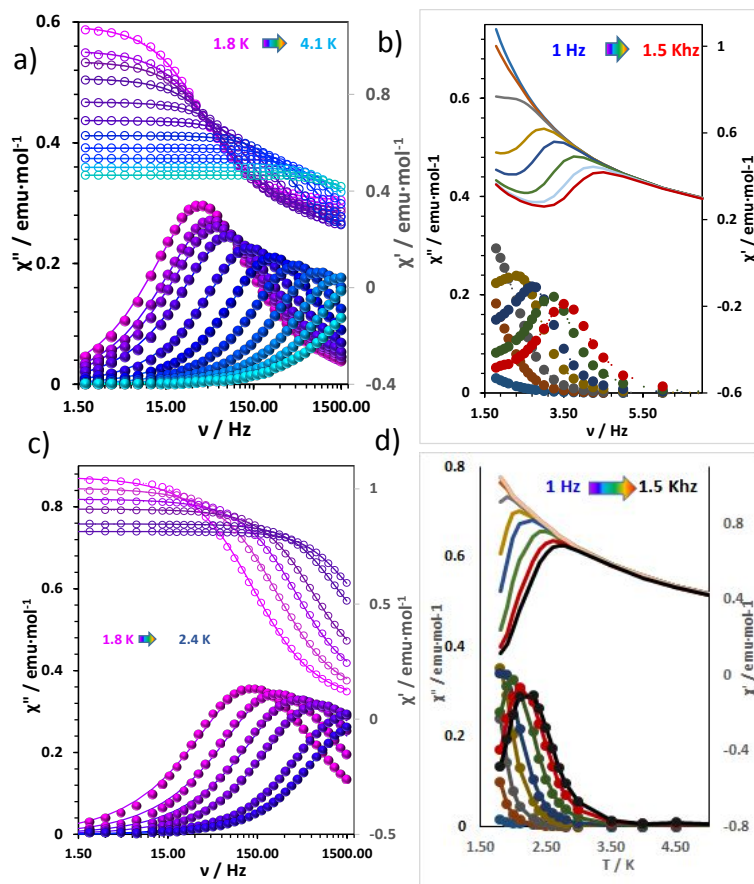 a)
1.8 K 4.1 K
χ'' / emu·mol-1
0.6
0.4
0.2
0
0.8
0.4
0
-0.4
χ' / emu·mol-1
1.50 15.00 150.00 1500.00
ν / Hz
b)
1 Hz 1.5 Khz
χ'' / emu·mol-1
0.6
0.4
0.2
0
1
0.6
0.2
-0.2
-0.6
χ' / emu·mol-1
1.50 3.50 5.50
ν / Hz
c)
1.8 K 2.4 K
χ'' / emu·mol-1
0.8
0.6
0.4
0.2
0
1
0.5
0
-0.5
χ' / emu·mol-1
1.50 15.00 150.00 1500.00
ν / Hz
d)
1 Hz 1.5 Khz
χ'' / emu·mol-1
0.8
0.6
0.4
0.2
0
0.8
0.4
0
-0.4
-0.8
χ' / emu·mol-1
1.50 2.50 3.50 4.50
T / K